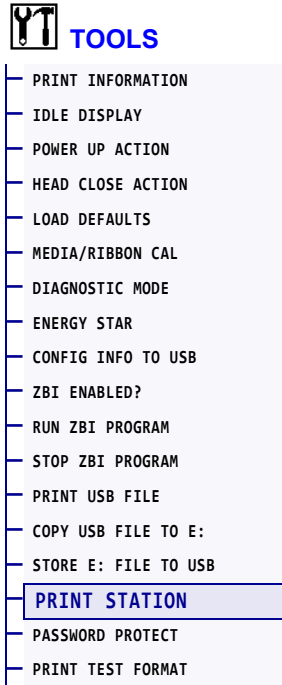 TOOLS
PRINT INFORMATION
IDLE DISPLAY
POWER UP ACTION
HEAD CLOSE ACTION
LOAD DEFAULTS
MEDIA/RIBBON CAL
DIAGNOSTIC MODE
ENERGY STAR
CONFIG INFO TO USB
ZBI ENABLED?
RUN ZBI PROGRAM
STOP ZBI PROGRAM
PRINT USB FILE
COPY USB FILE TO E:
STORE E: FILE TO USB
PRINT STATION
PASSWORD PROTECT
PRINT TEST FORMAT